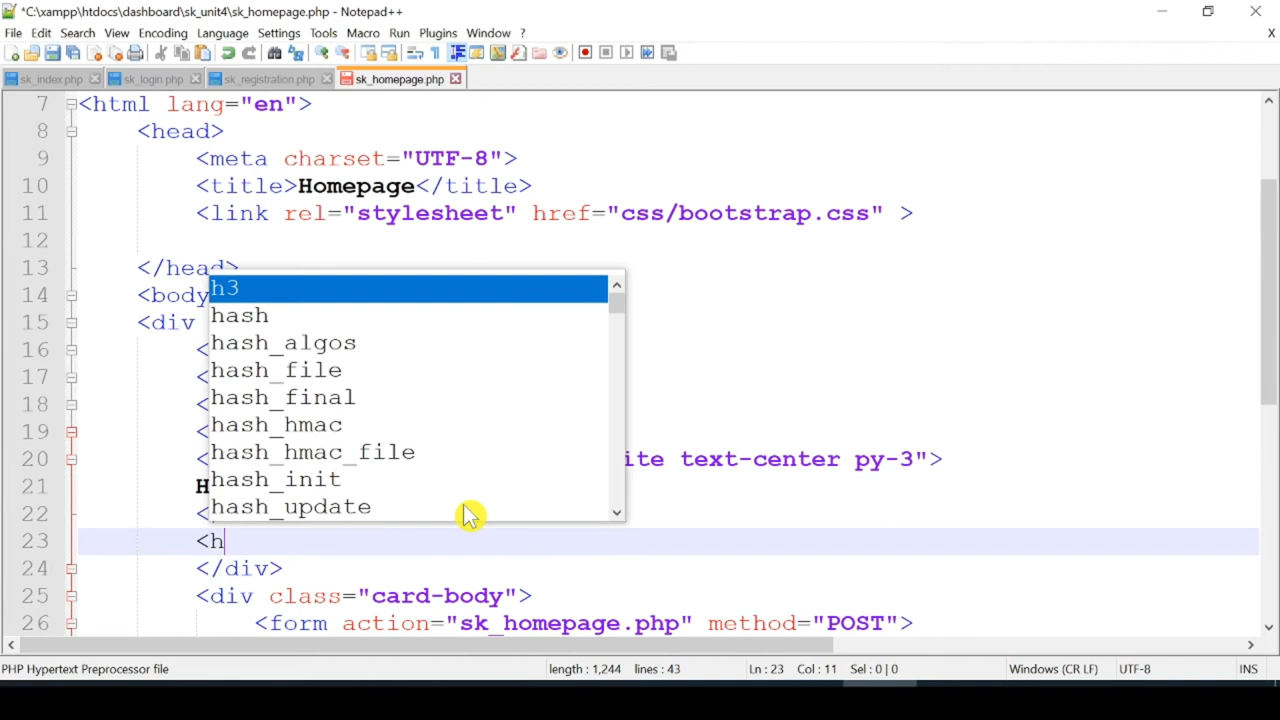 *C:\xampp\htdocs\dashboard\sk_unit4\sk_homepage.php - Notepad++
File Edit Search View Encoding Language Settings Tools Macro Run Plugins Window ? X
sk_index.php sk_login.php sk_registration.php sk_homepage.php
7 <html lang="en">
8 <head>
9 <meta charset="UTF-8">
10 <title>Homepage</title>
11 <link rel="stylesheet" href="css/bootstrap.css" >
12
13 </head>
14 <body
15 <div
16 <
17 <
18 <
19 <
20 < ite text-center py-3">
21 H
22 <
23 <h
24 </div>
25 <div class="card-body">
26 <form action="sk_homepage.php" method="POST">
h3
hash
hash_algos
hash_file
hash_final
hash_hmac
hash_hmac_file
hash_init
hash_update
PHP Hypertext Preprocessor file length : 1,244 lines : 43 Ln : 23 Col : 11 Sel : 0 | 0 Windows (CR LF) UTF-8 INS